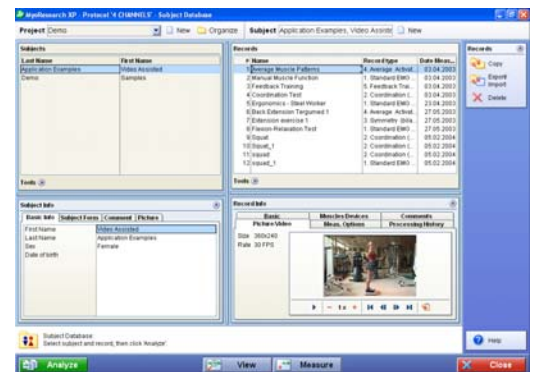 MyoResearch XP - Protocol '4 CHANNELS' - Subject Database
Project Demo New Organize Subject Application Examples, Video Assiste New
Subjects
Last Name First Name
Application Examples Video Assisted
Demo Samples
Tools
Records
# Name Record type Date Meas...
1 Average Muscle Patterns 4. Average Activat... 03.04.2003
2 Manual Muscle Function 1. Standard EMG ... 03.04.2003
3 Feedback Training 5. Feedback Trai... 03.04.2003
4 Coordination Test 2. Coordination (... 03.04.2003
5 Ergonomics - Steel Worker 1. Standard EMG ... 23.04.2003
6 Back Extension Tergumed 1 4. Average Activat... 27.05.2003
7 Extension exercise 1 3. Symmetry (bila... 27.05.2003
8 Flexion-Relaxation Test 1. Standard EMG ... 27.05.2003
9 Squat 2. Coordination (... 05.02.2004
10 Squat_1 2. Coordination (... 05.02.2004
11 squad 2. Coordination (... 05.02.2004
12 squad_1 1. Standard EMG ... 05.02.2004
Tools
Records
Copy
Export
Import
Delete
Subject Info
Basic Info Subject Form Comment Picture
First Name Video Assisted
Last Name Application Examples
Sex Female
Date of birth
Record Info
Basic Muscles Devices Comments
Picture/Video Meas. Options Processing History
Size 360x240
Rate 30 FPS
1 x
Subject Database
Select subject and record, then click 'Analyze'.
Help
Analyze View Measure Close